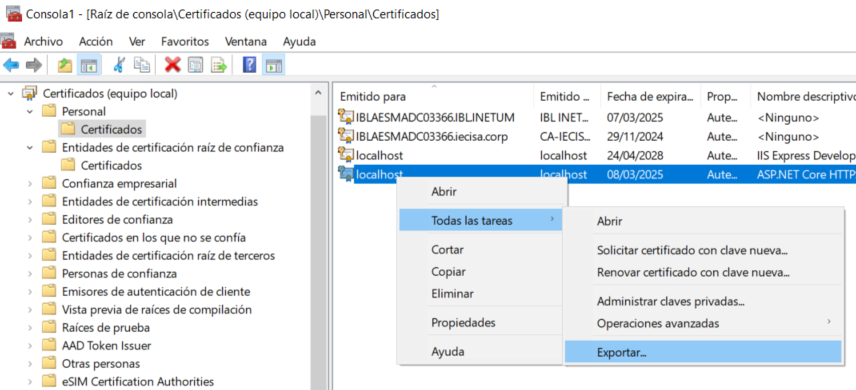 Consola1 - [Raíz de consola\Certificados (equipo local)\Personal\Certificados]
Archivo Acción Ver Favoritos Ventana Ayuda
Certificados (equipo local)
Personal
Certificados
Entidades de certificación raíz de confianza
Certificados
Confianza empresarial
Entidades de certificación intermedias
Editores de confianza
Certificados en los que no se confía
Entidades de certificación raíz de terceros
Personas de confianza
Emisores de autenticación de cliente
Vista previa de raíces de compilación
Raíces de prueba
AAD Token Issuer
Otras personas
eSIM Certification Authorities
Emitido para Emitido ... Fecha de expira... Prop... Nombre descriptivo
IBLAESMADC03366.IBLINETUM IBL INET... 07/03/2025 Aute... <Ninguno>
IBLAESMADC03366.iecisa.corp CA-IECIS... 29/11/2024 Aute... <Ninguno>
localhost localhost 24/04/2028 Aute... IIS Express Develop
localhost localhost 08/03/2025 Aute... ASP.NET Core HTTP
Abrir
Todas las tareas
Cortar
Copiar
Eliminar
Propiedades
Ayuda
Abrir
Solicitar certificado con clave nueva...
Renovar certificado con clave nueva...
Administrar claves privadas...
Operaciones avanzadas
Exportar...